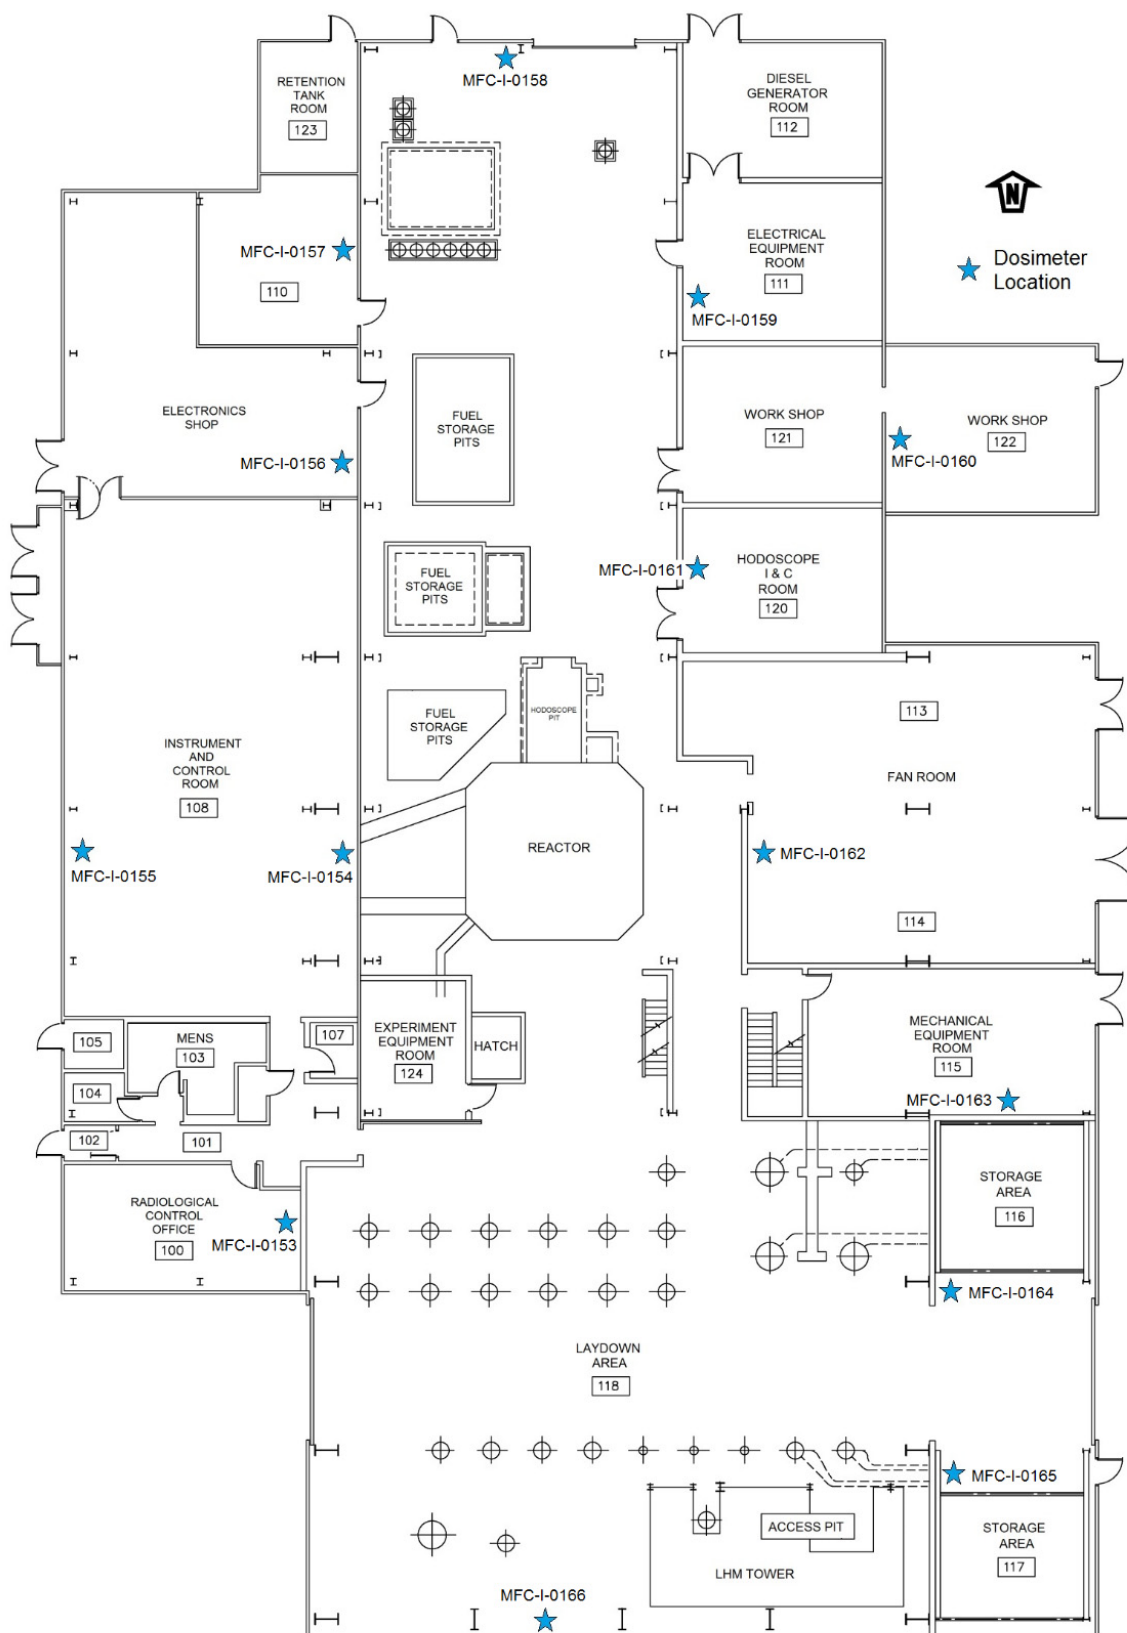 MFC-I-0158
RETENTION
TANK
ROOM
123
DIESEL
GENERATOR
ROOM
112
N
Dosimeter
Location
MFC-I-0157
110
ELECTRICAL
EQUIPMENT
ROOM
111
MFC-I-0159
ELECTRONICS
SHOP
FUEL
STORAGE
PITS
WORK SHOP
121
WORK SHOP
122
MFC-I-0160
MFC-I-0156
MFC-I-0161
HODOSCOPE
I & C
ROOM
120
FUEL
STORAGE
PITS
FUEL
STORAGE
PITS
HODOSCOPE
PIT
113
INSTRUMENT
AND
CONTROL
ROOM
108
FAN ROOM
REACTOR
MFC-I-0155
MFC-I-0154
MFC-I-0162
114
105
MENS
103
107
EXPERIMENT
EQUIPMENT
ROOM
124
HATCH
MECHANICAL
EQUIPMENT
ROOM
115
MFC-I-0163
104
102
101
RADIOLOGICAL
CONTROL
OFFICE
100
MFC-I-0153
STORAGE
AREA
116
MFC-I-0164
LAYDOWN
AREA
118
MFC-I-0165
ACCESS PIT
LHM TOWER
STORAGE
AREA
117
MFC-I-0166